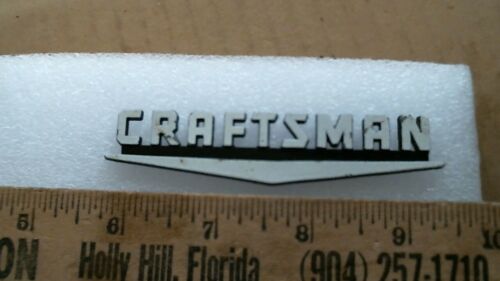 CRAFTSMAN
5 6 7 8 9 10
ON Holly Hill, Florida (904) 257-1710